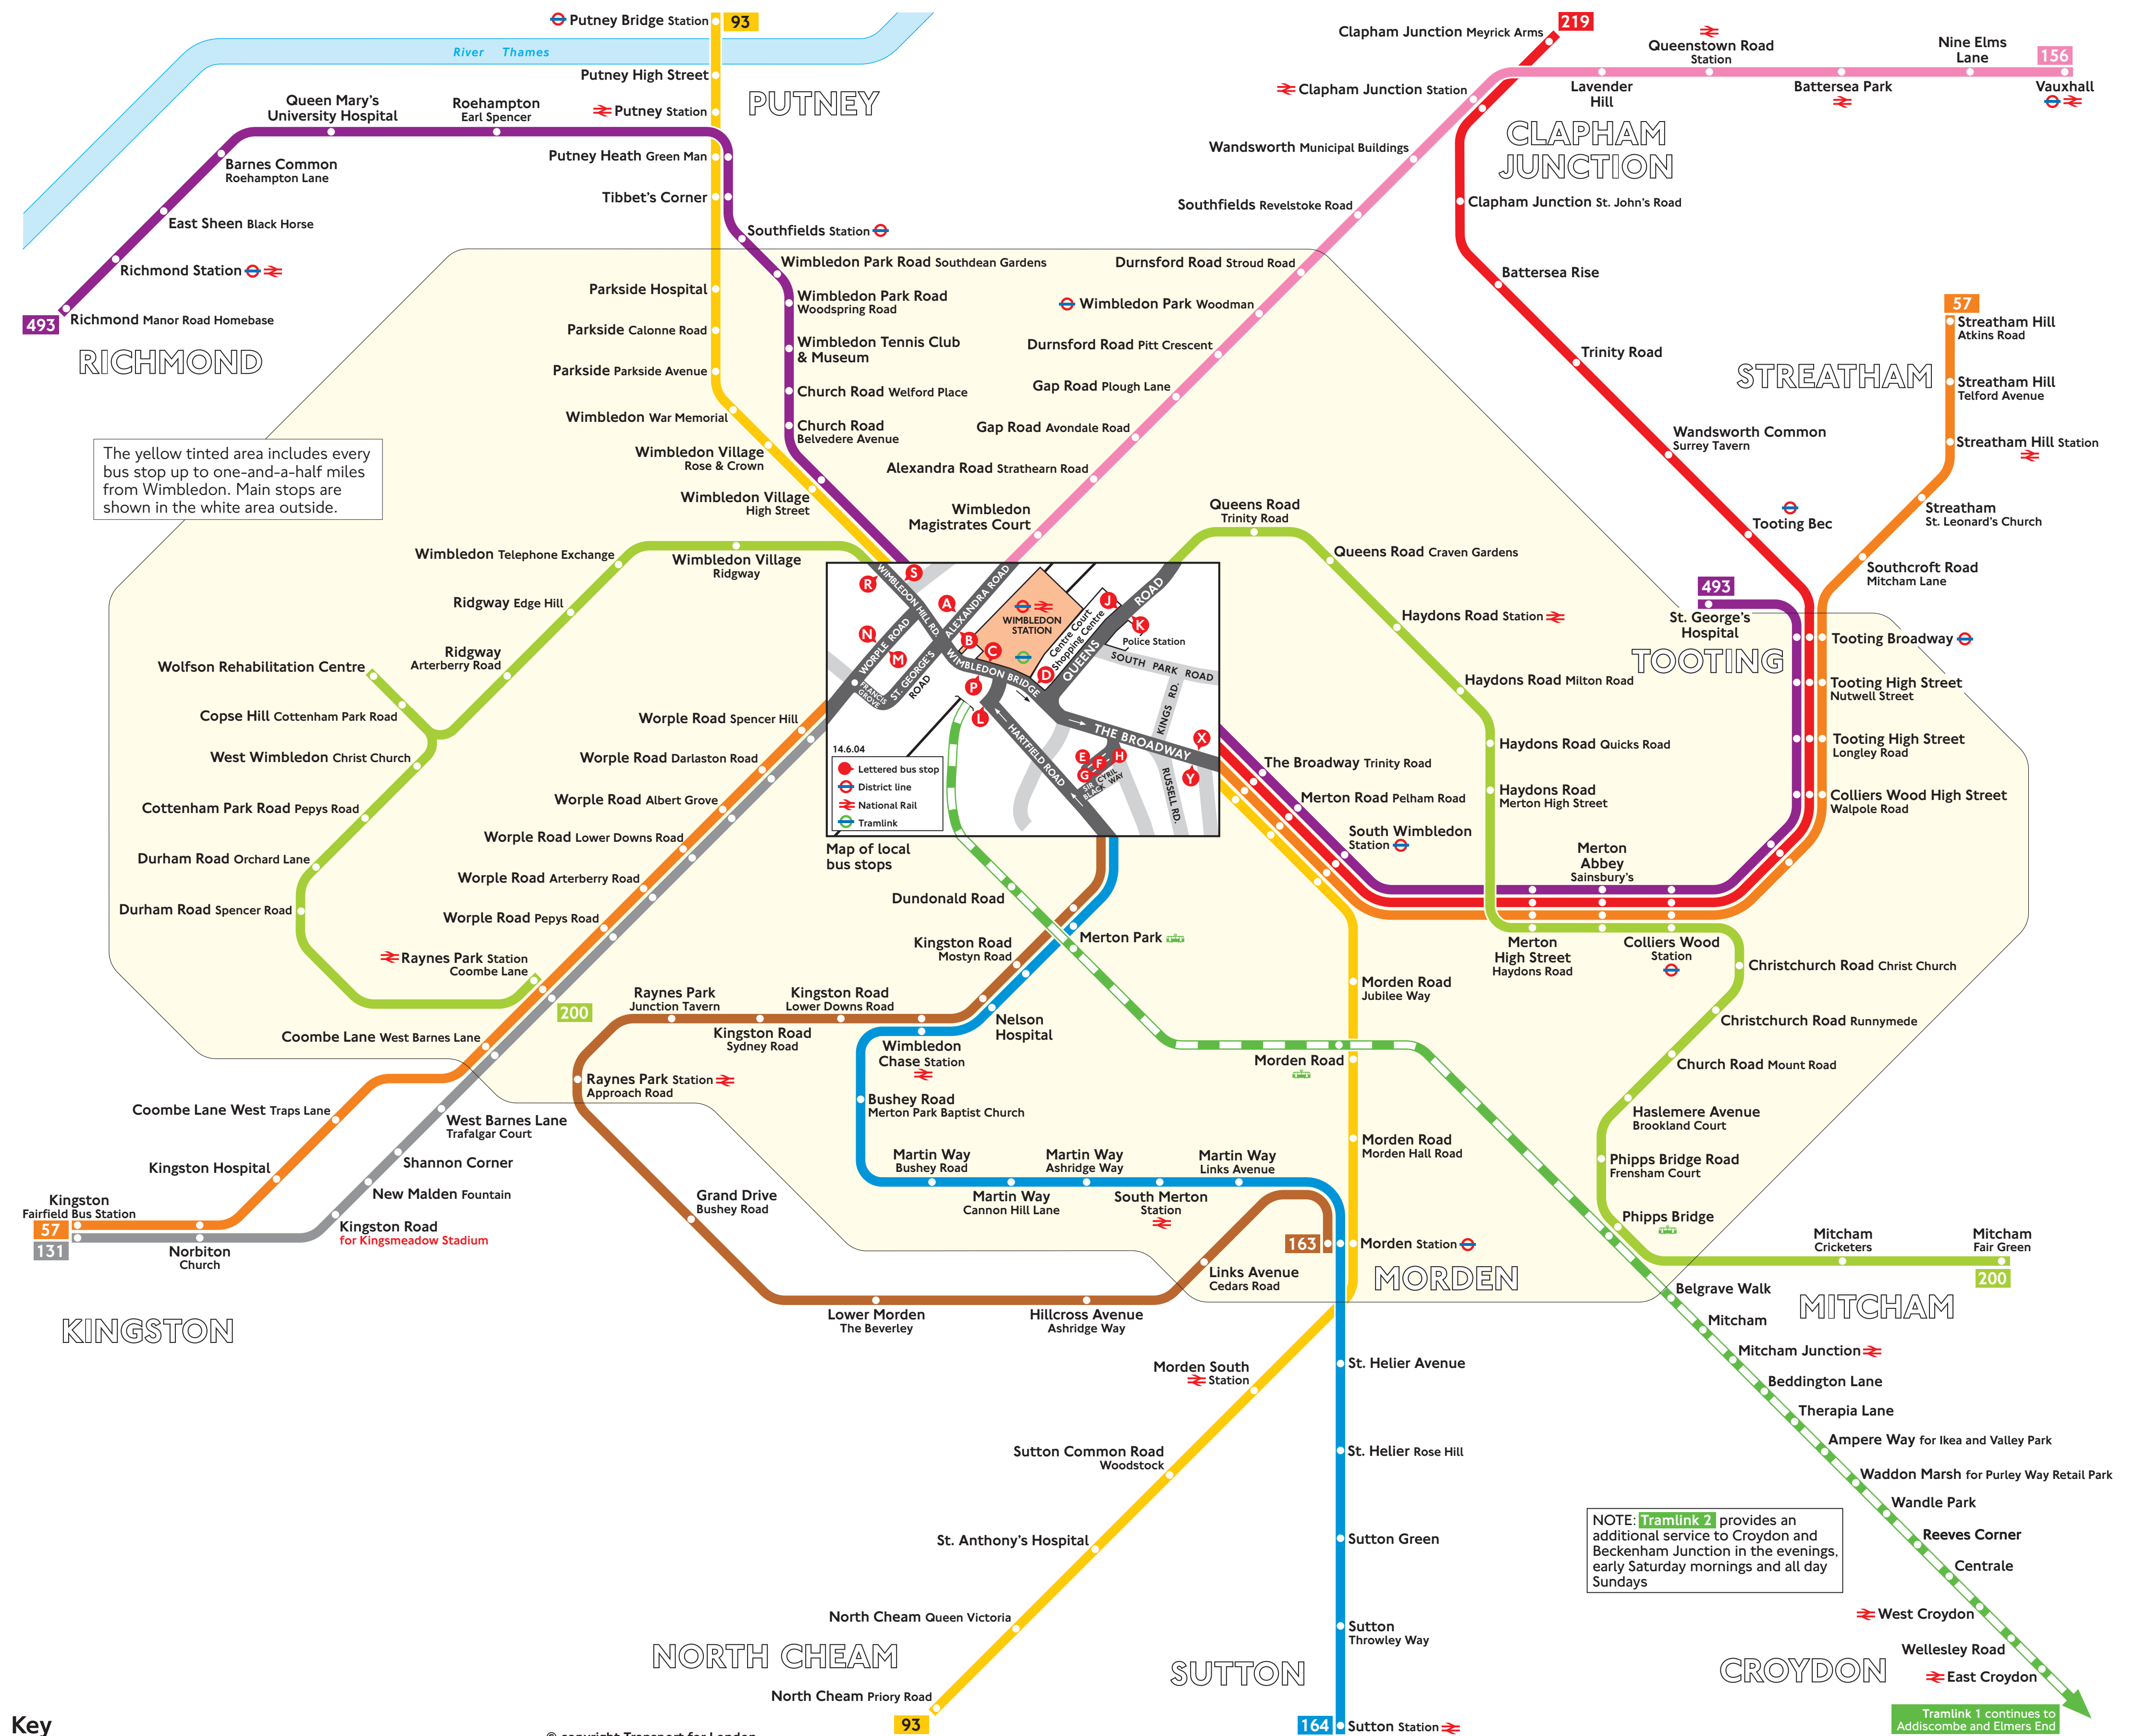 Putney Bridge Station
93
River Thames
Putney High Street
Putney Station
PUTNEY
Putney Heath Green Man
Tibbet's Corner
Southfields Station
Queen Mary's
University Hospital
Roehampton
Earl Spencer
Barnes Common
Roehampton Lane
East Sheen Black Horse
Richmond Station
493
Richmond Manor Road Homebase
RICHMOND
Clapham Junction Meyrick Arms
219
Queenstown Road
Station
Nine Elms
Lane
156
Clapham Junction Station
Lavender
Hill
Battersea Park
Vauxhall
CLAPHAM
JUNCTION
Wandsworth Municipal Buildings
Southfields Revelstoke Road
Clapham Junction St. John's Road
Battersea Rise
Trinity Road
Wandsworth Common
Surrey Tavern
Tooting Bec
57
Streatham Hill
Atkins Road
STREATHAM
Streatham Hill
Telford Avenue
Streatham Hill Station
Streatham
St. Leonard's Church
Southcroft Road
Mitcham Lane
The yellow tinted area includes every
bus stop up to one-and-a-half miles
from Wimbledon. Main stops are
shown in the white area outside.
Parkside Hospital
Parkside Calonne Road
Parkside Parkside Avenue
Wimbledon War Memorial
Wimbledon Village
Rose & Crown
Wimbledon Village
High Street
Wimbledon Park Road Southdean Gardens
Wimbledon Park Road
Woodspring Road
Wimbledon Tennis Club
& Museum
Church Road Welford Place
Church Road
Belvedere Avenue
Durnsford Road Stroud Road
Wimbledon Park Woodman
Durnsford Road Pitt Crescent
Gap Road Plough Lane
Gap Road Avondale Road
Alexandra Road Strathearn Road
Wimbledon
Magistrates Court
Queens Road
Trinity Road
Queens Road Craven Gardens
Haydons Road Station
Haydons Road Milton Road
Haydons Road Quicks Road
Haydons Road
Merton High Street
493
St. George's
Hospital
TOOTING
Tooting Broadway
Tooting High Street
Nutwell Street
Tooting High Street
Longley Road
Colliers Wood High Street
Walpole Road
Wimbledon Telephone Exchange
Wimbledon Village
Ridgway
Ridgway Edge Hill
Ridgway
Arterberry Road
Wolfson Rehabilitation Centre
Copse Hill Cottenham Park Road
West Wimbledon Christ Church
Cottenham Park Road Pepys Road
Durham Road Orchard Lane
Durham Road Spencer Road
Raynes Park Station
Coombe Lane
200
Worple Road Spencer Hill
Worple Road Darlaston Road
Worple Road Albert Grove
Worple Road Lower Downs Road
Worple Road Arterberry Road
Worple Road Pepys Road
Coombe Lane West Barnes Lane
R
S
A
B
C
N
M
P
L
D
J
K
E
F
G
H
X
Y
WIMBLEDON HILL RD.
ALEXANDRA ROAD
WORPLE ROAD
ST. GEORGE'S
ROAD
FRANCIS
GROVE
WIMBLEDON
STATION
Centre Court
Shopping Centre
QUEENS ROAD
Police Station
SOUTH PARK ROAD
WIMBLEDON BRIDGE
KINGS RD.
THE BROADWAY
HARTFIELD ROAD
SIR CYRIL
BLACK WAY
RUSSELL RD.
14.6.04
Lettered bus stop
District line
National Rail
Tramlink
Map of local
bus stops
The Broadway Trinity Road
Merton Road Pelham Road
South Wimbledon
Station
Merton
Abbey
Sainsbury's
Merton
High Street
Haydons Road
Colliers Wood
Station
Christchurch Road Christ Church
Christchurch Road Runnymede
Church Road Mount Road
Haslemere Avenue
Brookland Court
Phipps Bridge Road
Frensham Court
Phipps Bridge
Mitcham
Cricketers
Mitcham
Fair Green
200
MITCHAM
Dundonald Road
Merton Park
Kingston Road
Mostyn Road
Nelson
Hospital
Raynes Park
Junction Tavern
Kingston Road
Lower Downs Road
Kingston Road
Sydney Road
Wimbledon
Chase Station
Raynes Park Station
Approach Road
Bushey Road
Merton Park Baptist Church
Martin Way
Bushey Road
Martin Way
Cannon Hill Lane
Martin Way
Ashridge Way
South Merton
Station
Martin Way
Links Avenue
Morden Road
Jubilee Way
Morden Road
Morden Road
Morden Hall Road
163
Morden Station
MORDEN
Links Avenue
Cedars Road
Grand Drive
Bushey Road
Lower Morden
The Beverley
Hillcross Avenue
Ashridge Way
Coombe Lane West Traps Lane
Kingston Hospital
Kingston
Fairfield Bus Station
57
131
Norbiton
Church
West Barnes Lane
Trafalgar Court
Shannon Corner
New Malden Fountain
Kingston Road
for Kingsmeadow Stadium
KINGSTON
Morden South
Station
Sutton Common Road
Woodstock
St. Anthony's Hospital
North Cheam Queen Victoria
NORTH CHEAM
North Cheam Priory Road
93
St. Helier Avenue
St. Helier Rose Hill
Sutton Green
Sutton
Throwley Way
SUTTON
164
Sutton Station
Belgrave Walk
Mitcham
Mitcham Junction
Beddington Lane
Therapia Lane
Ampere Way for Ikea and Valley Park
Waddon Marsh for Purley Way Retail Park
Wandle Park
Reeves Corner
Centrale
West Croydon
Wellesley Road
East Croydon
CROYDON
NOTE: Tramlink 2 provides an
additional service to Croydon and
Beckenham Junction in the evenings,
early Saturday mornings and all day
Sundays
Tramlink 1 continues to
Addiscombe and Elmers End
Key